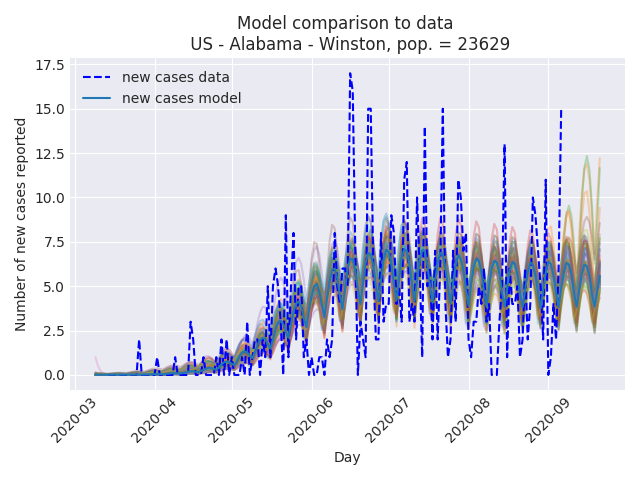 Model comparison to data
US - Alabama - Winston, pop. = 23629
Number of new cases reported
17.5
15.0
12.5
10.0
7.5
5.0
2.5
0.0
new cases data
new cases model
2020-03
2020-04
2020-05
2020-06
2020-07
2020-08
2020-09
Day